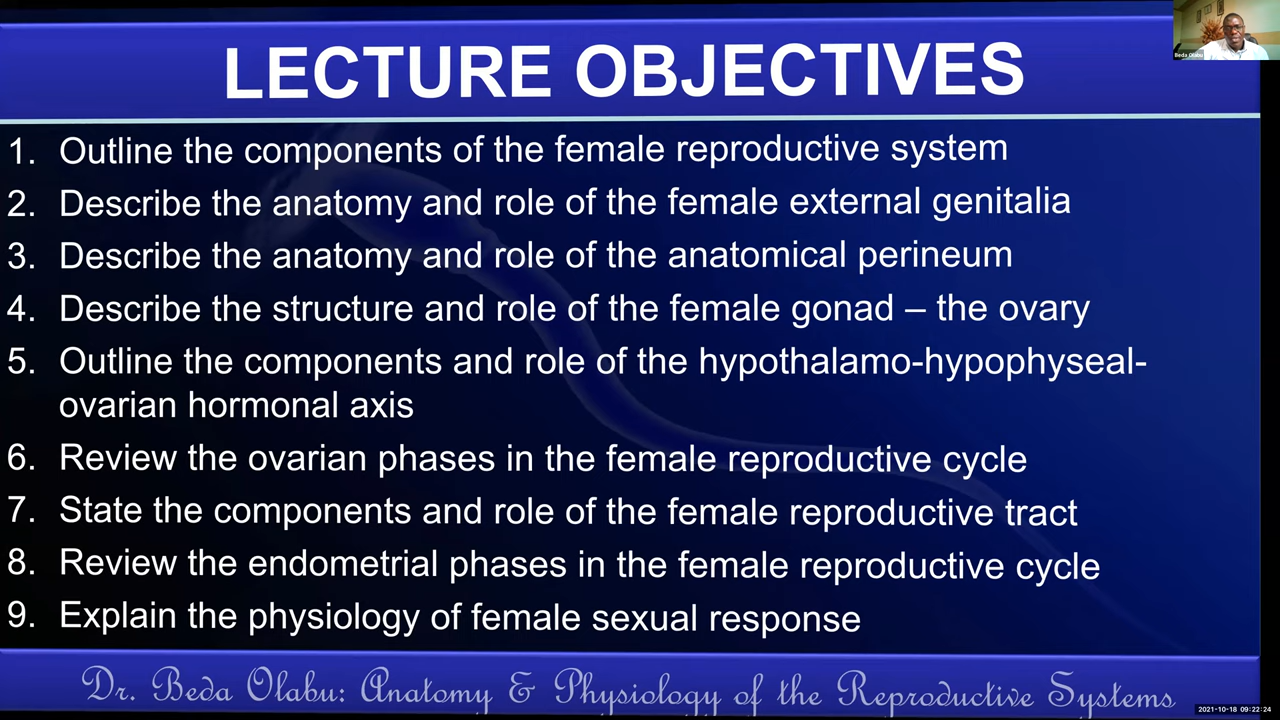 Beda Olabu
LECTURE OBJECTIVES
1. Outline the components of the female reproductive system
2. Describe the anatomy and role of the female external genitalia
3. Describe the anatomy and role of the anatomical perineum
4. Describe the structure and role of the female gonad – the ovary
5. Outline the components and role of the hypothalamo-hypophyseal-
ovarian hormonal axis
6. Review the ovarian phases in the female reproductive cycle
7. State the components and role of the female reproductive tract
8. Review the endometrial phases in the female reproductive cycle
9. Explain the physiology of female sexual response
Dr. Beda Olabu: Anatomy & Physiology of the Reproductive Systems
2021-10-18 09:22:24